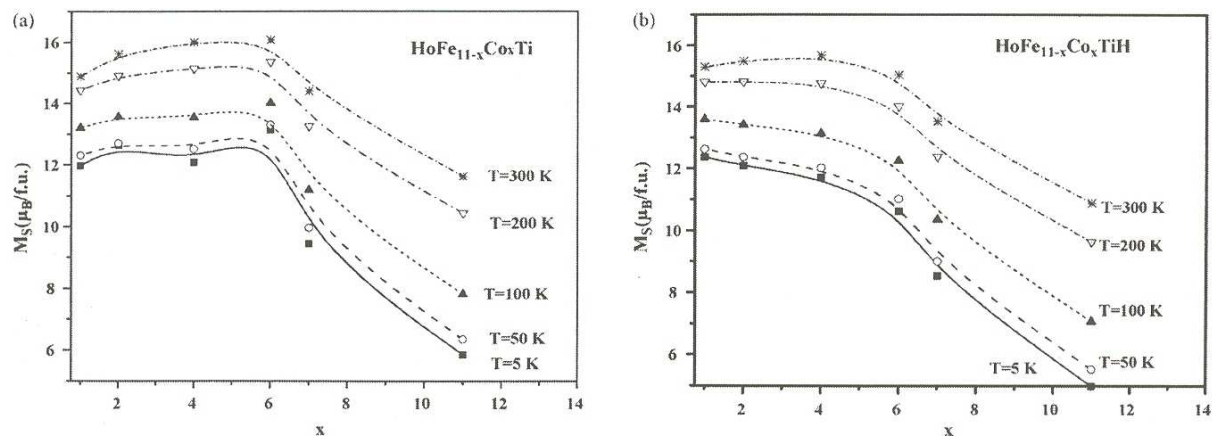 (a)
HoFe11-xCoxTi
MS(μB/f.u.)
16
14
12
10
8
6
T=300 K
T=200 K
T=100 K
T=50 K
T=5 K
2 4 6 8 10 12 14
x
(b)
HoFe11-xCoxTiH
MS(μB/f.u.)
16
14
12
10
8
6
T=300 K
T=200 K
T=100 K
T=50 K
T=5 K
2 4 6 8 10 12 14
x